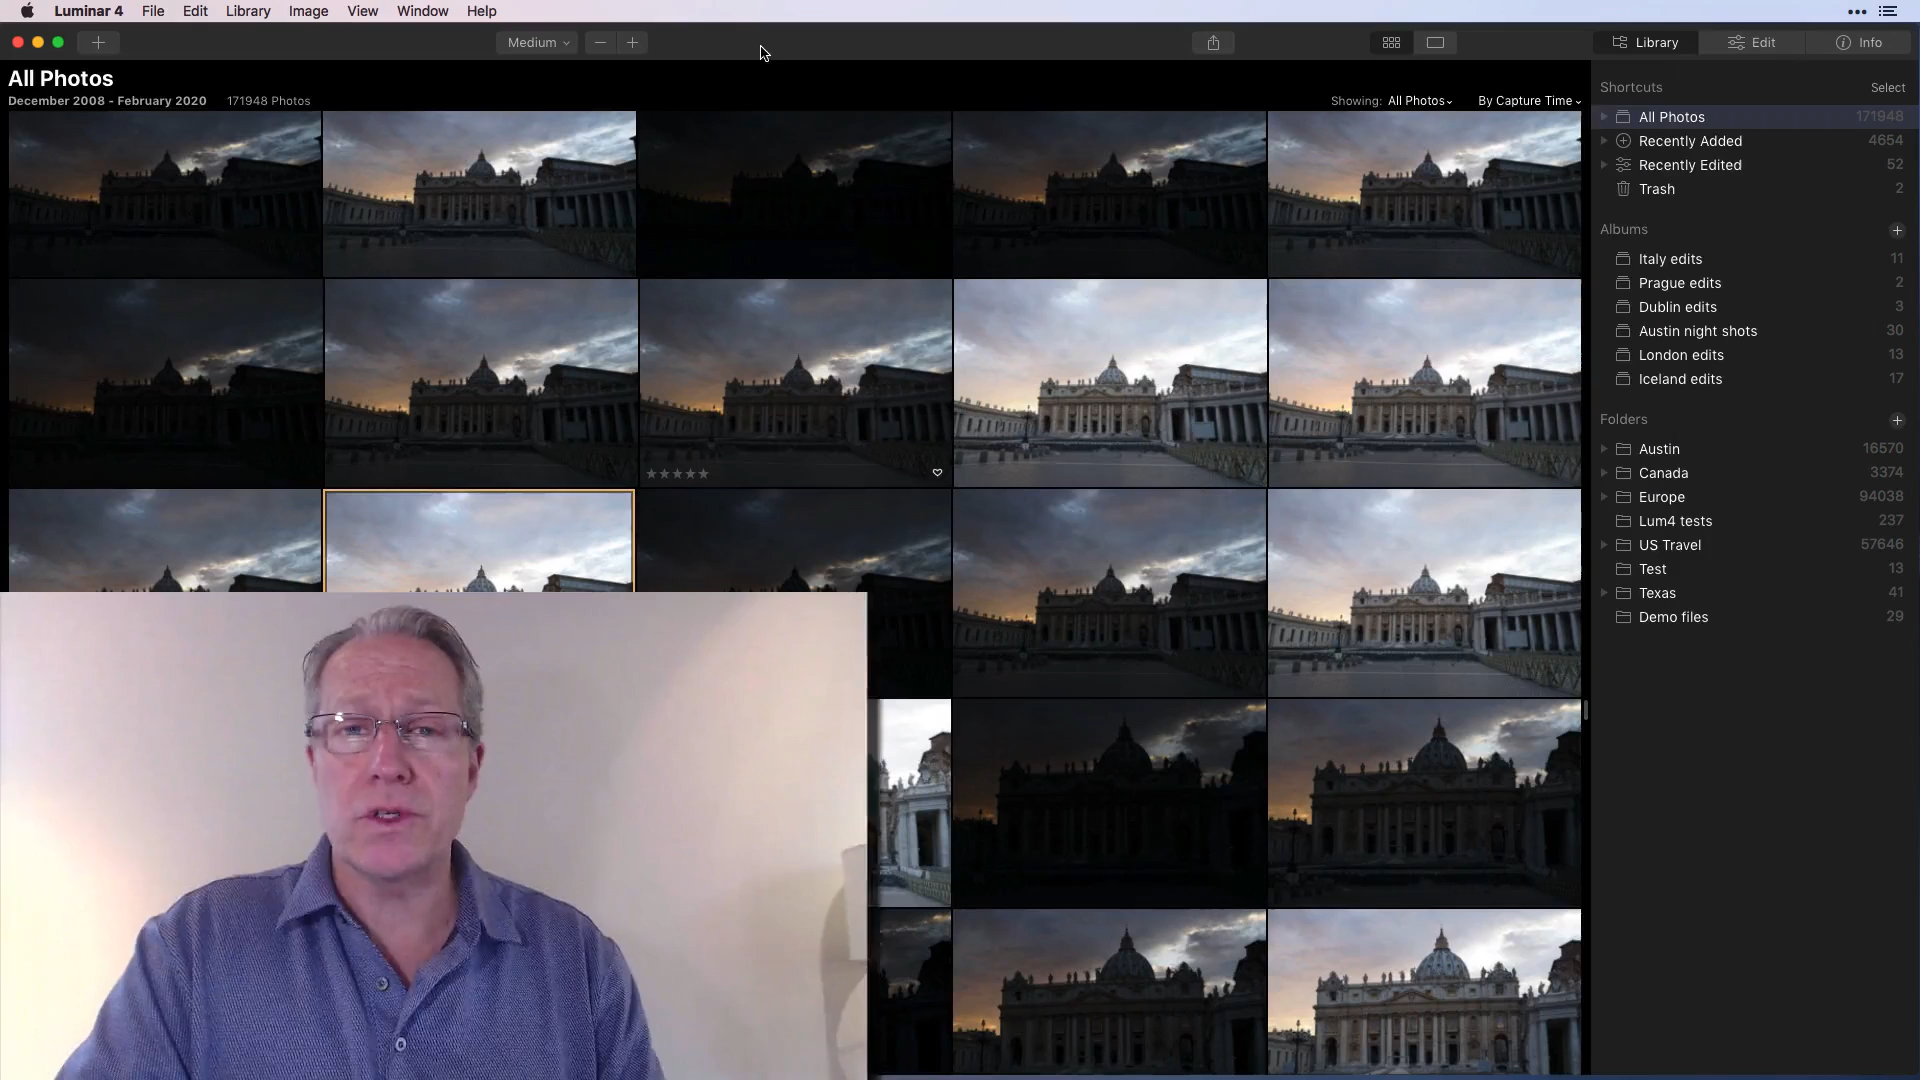 Luminar 4 File Edit Library Image View Window Help
Medium Library Edit Info
All Photos
December 2008 - February 2020 171948 Photos Showing: All Photos By Capture Time
Shortcuts Select
All Photos 171948
Recently Added 4654
Recently Edited 52
Trash 2
Albums
Italy edits 11
Prague edits 2
Dublin edits 3
Austin night shots 30
London edits 13
Iceland edits 17
Folders
Austin 16570
Canada 3374
Europe 94038
Lum4 tests 237
US Travel 57646
Test 13
Texas 41
Demo files 29